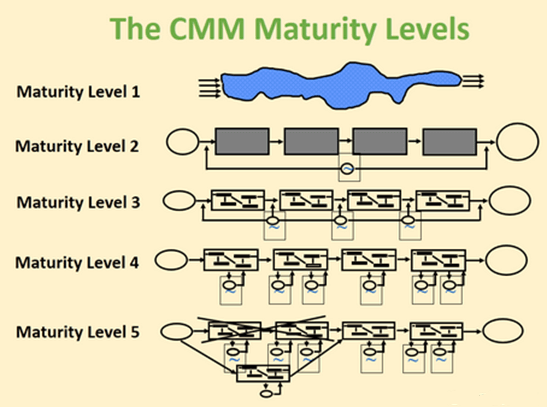 The CMM Maturity Levels
Maturity Level 1
Maturity Level 2
Maturity Level 3
Maturity Level 4
Maturity Level 5